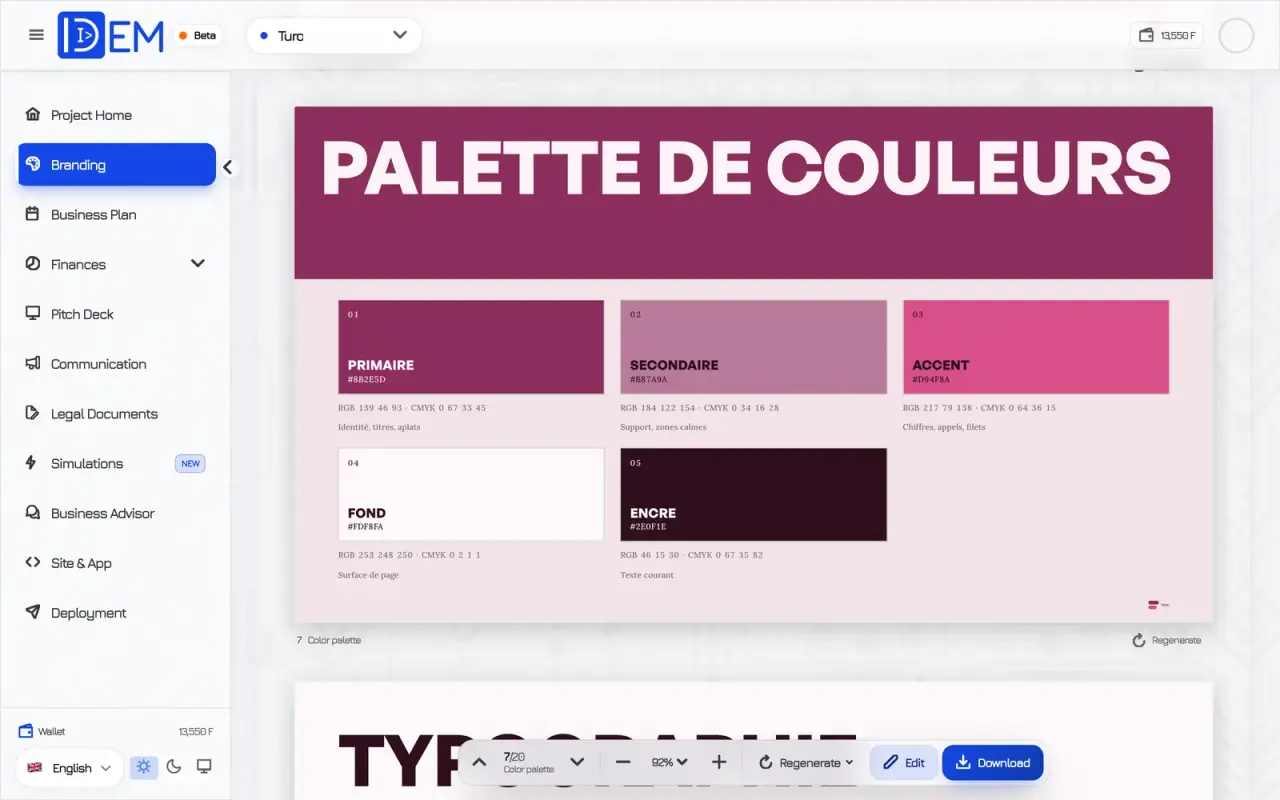 IDEM
Beta
Turc
13,550 F
Project Home
Branding
Business Plan
Finances
Pitch Deck
Communication
Legal Documents
Simulations
NEW
Business Advisor
Site & App
Deployment
Wallet
13,550 F
English
PALETTE DE COULEURS
01
PRIMAIRE
#8B2E5D
RGB 139 46 93 · CMYK 0 67 33 45
Identité, titres, aplats
02
SECONDAIRE
#B87A9A
RGB 184 122 154 · CMYK 0 34 16 28
Support, zones calmes
03
ACCENT
#D94F8A
RGB 217 79 138 · CMYK 0 64 36 15
Chiffres, appels, filets
04
FOND
#FDF8FA
RGB 253 248 250 · CMYK 0 2 1 1
Surface de page
05
ENCRE
#2E0F1E
RGB 46 15 30 · CMYK 0 67 35 82
Texte courant
7 Color palette
Regenerate
TYPOGRAPHIE
7/20
Color palette
92%
Regenerate
Edit
Download